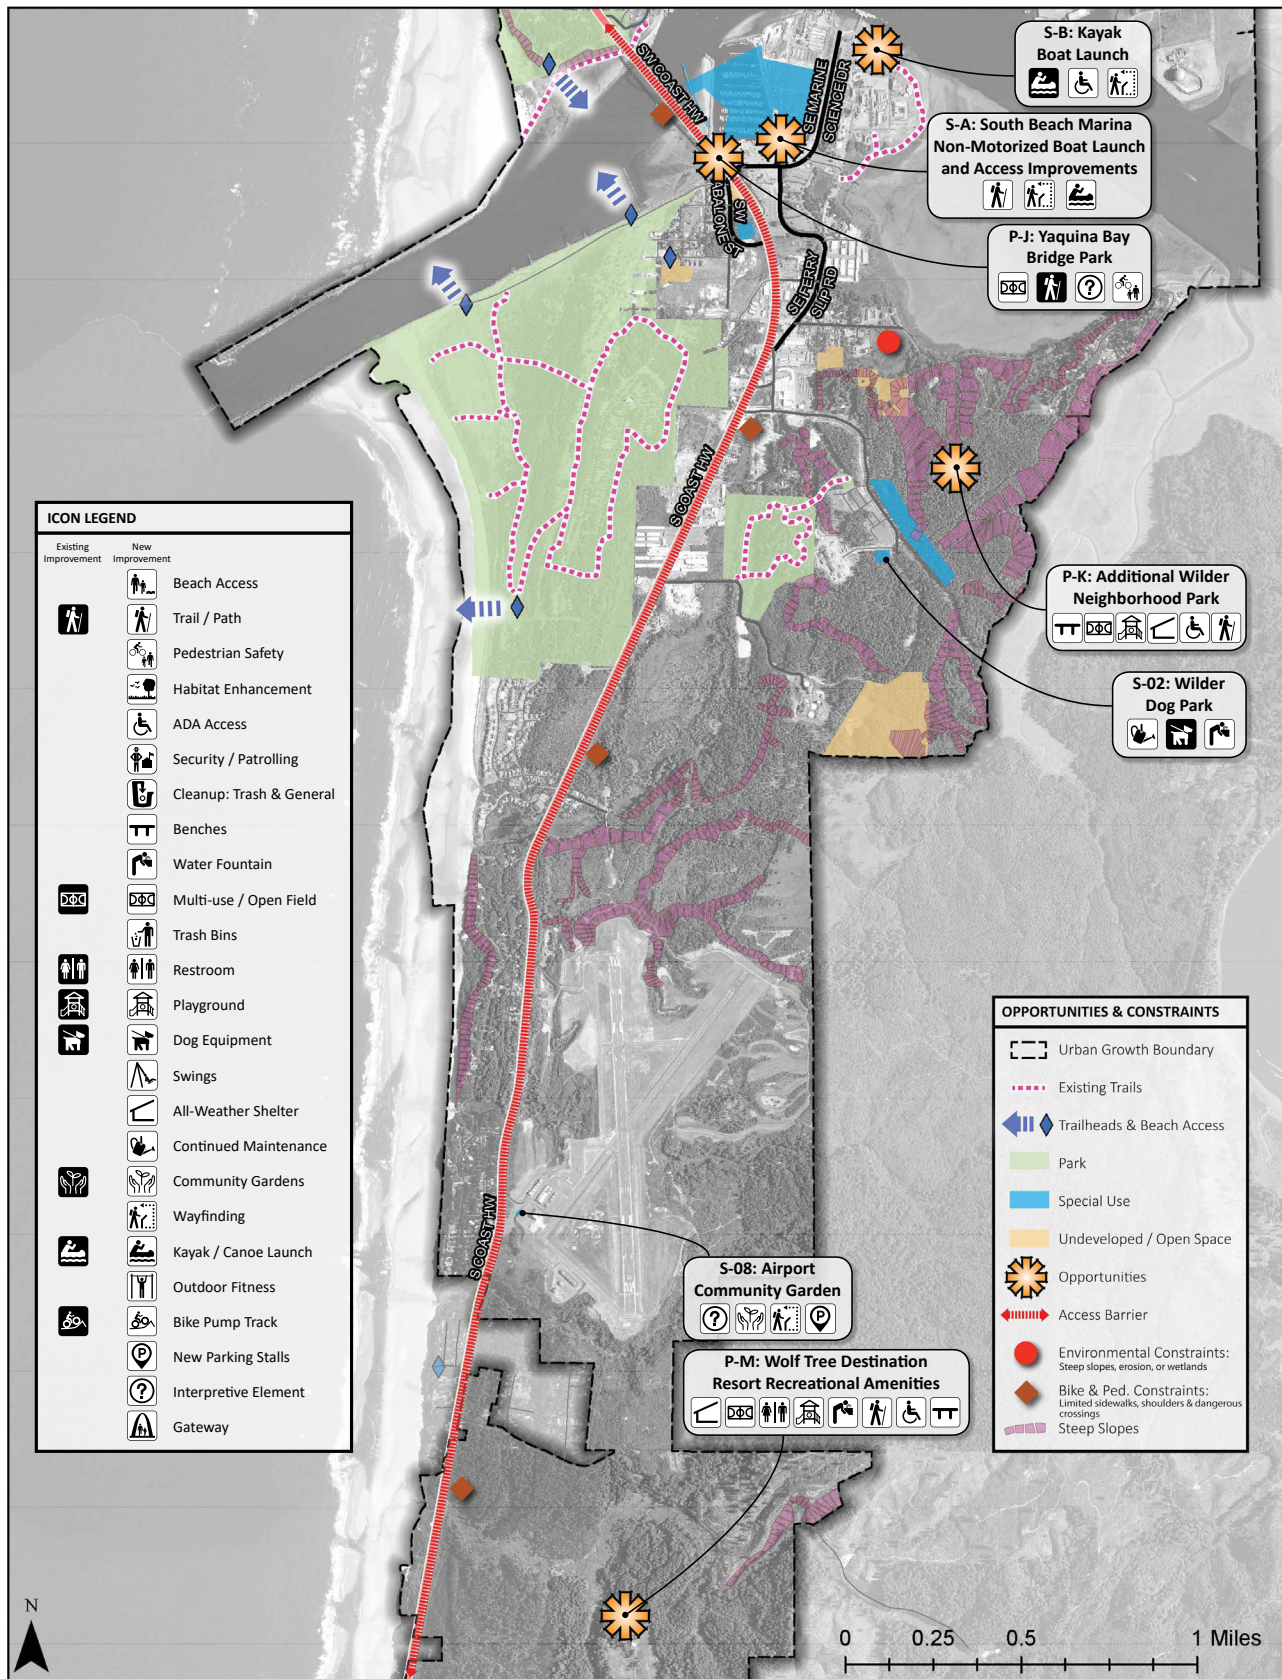 S-B: Kayak
Boat Launch
S-A: South Beach Marina
Non-Motorized Boat Launch
and Access Improvements
P-J: Yaquina Bay
Bridge Park
SW COAST HW
SE MARINE
SCIENCE DR
SW
ABALONE ST
SE FERRY
SLIP RD
S COAST HW
P-K: Additional Wilder
Neighborhood Park
S-02: Wilder
Dog Park
ICON LEGEND
Existing
Improvement
New
Improvement
Beach Access
Trail / Path
Pedestrian Safety
Habitat Enhancement
ADA Access
Security / Patrolling
Cleanup: Trash & General
Benches
Water Fountain
Multi-use / Open Field
Trash Bins
Restroom
Playground
Dog Equipment
Swings
All-Weather Shelter
Continued Maintenance
Community Gardens
Wayfinding
Kayak / Canoe Launch
Outdoor Fitness
Bike Pump Track
P
New Parking Stalls
?
Interpretive Element
Gateway
OPPORTUNITIES & CONSTRAINTS
Urban Growth Boundary
Existing Trails
Trailheads & Beach Access
Park
Special Use
Undeveloped / Open Space
Opportunities
Access Barrier
Environmental Constraints:
Steep slopes, erosion, or wetlands
Bike & Ped. Constraints:
Limited sidewalks, shoulders & dangerous
crossings
Steep Slopes
S COAST HW
S-08: Airport
Community Garden
P-M: Wolf Tree Destination
Resort Recreational Amenities
N
0 0.25 0.5 1 Miles